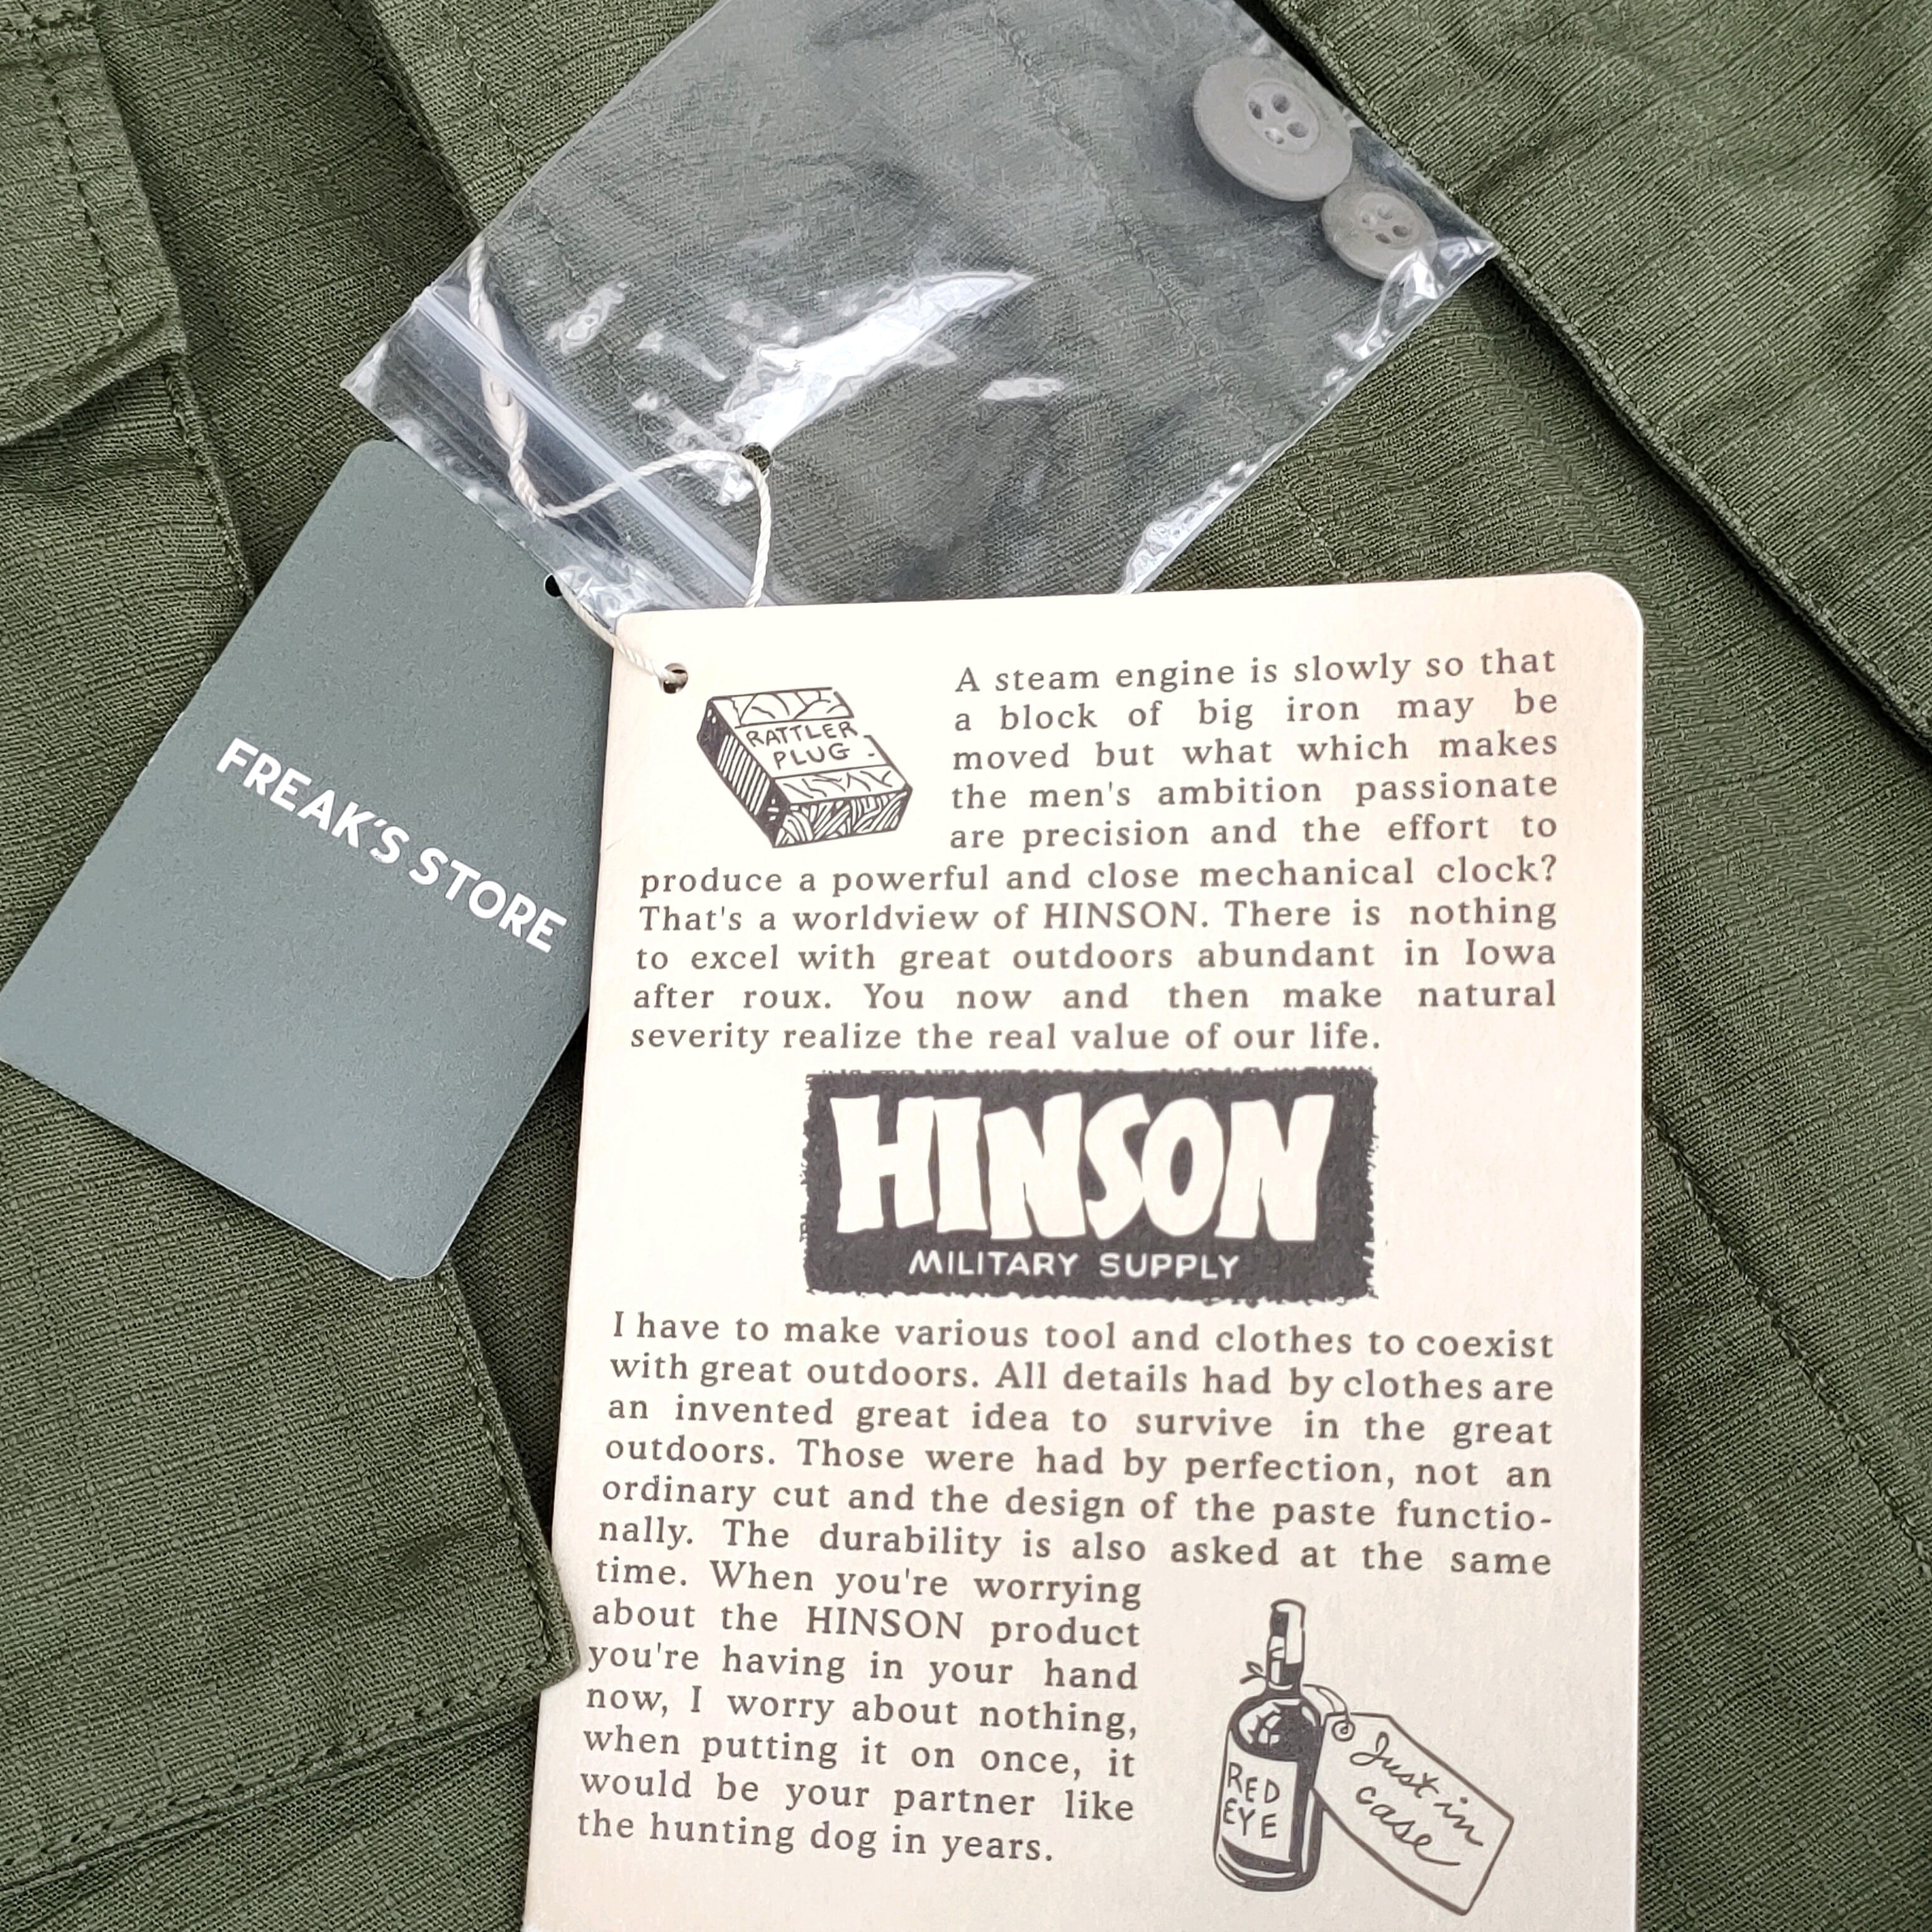 FREAK'S STORE
RATTLER
PLUG
A steam engine is slowly so that
a block of big iron may be
moved but what which makes
the men's ambition passionate
are precision and the effort to
produce a powerful and close mechanical clock?
That's a worldview of HINSON. There is nothing
to excel with great outdoors abundant in Iowa
after roux. You now and then make natural
severity realize the real value of our life.
HINSON
MILITARY SUPPLY
I have to make various tool and clothes to coexist
with great outdoors. All details had by clothes are
an invented great idea to survive in the great
outdoors. Those were had by perfection, not an
ordinary cut and the design of the paste functio-
nally. The durability is also asked at the same
time. When you're worrying
about the HINSON product
you're having in your hand
now, I worry about nothing,
when putting it on once, it
would be your partner like
the hunting dog in years.
RED
EYE
Just in
case